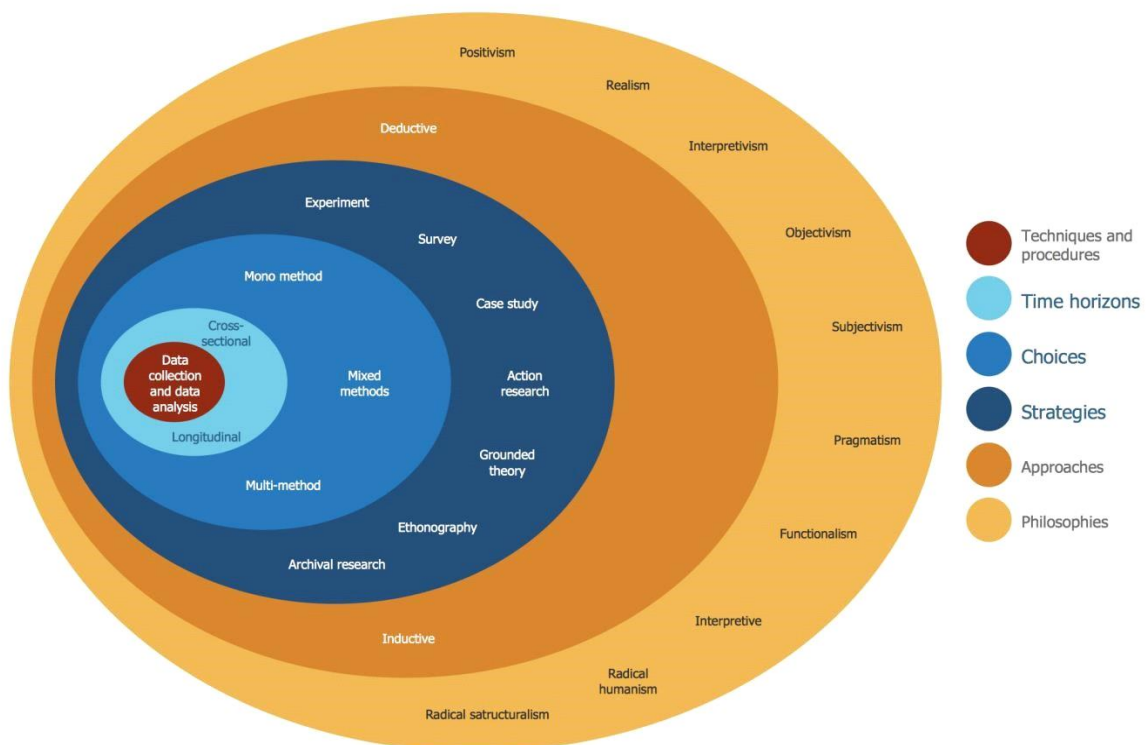 Positivism
Realism
Deductive
Interpretivism
Experiment
Survey
Objectivism
Techniques and
procedures
Mono method
Case study
Time horizons
Cross-
sectional
Subjectivism
Data
collection
and data
analysis
Mixed
methods
Action
research
Choices
Strategies
Longitudinal
Pragmatism
Grounded
theory
Approaches
Multi-method
Ethonography
Functionalism
Philosophies
Archival research
Interpretive
Inductive
Radical
humanism
Radical satructuralism